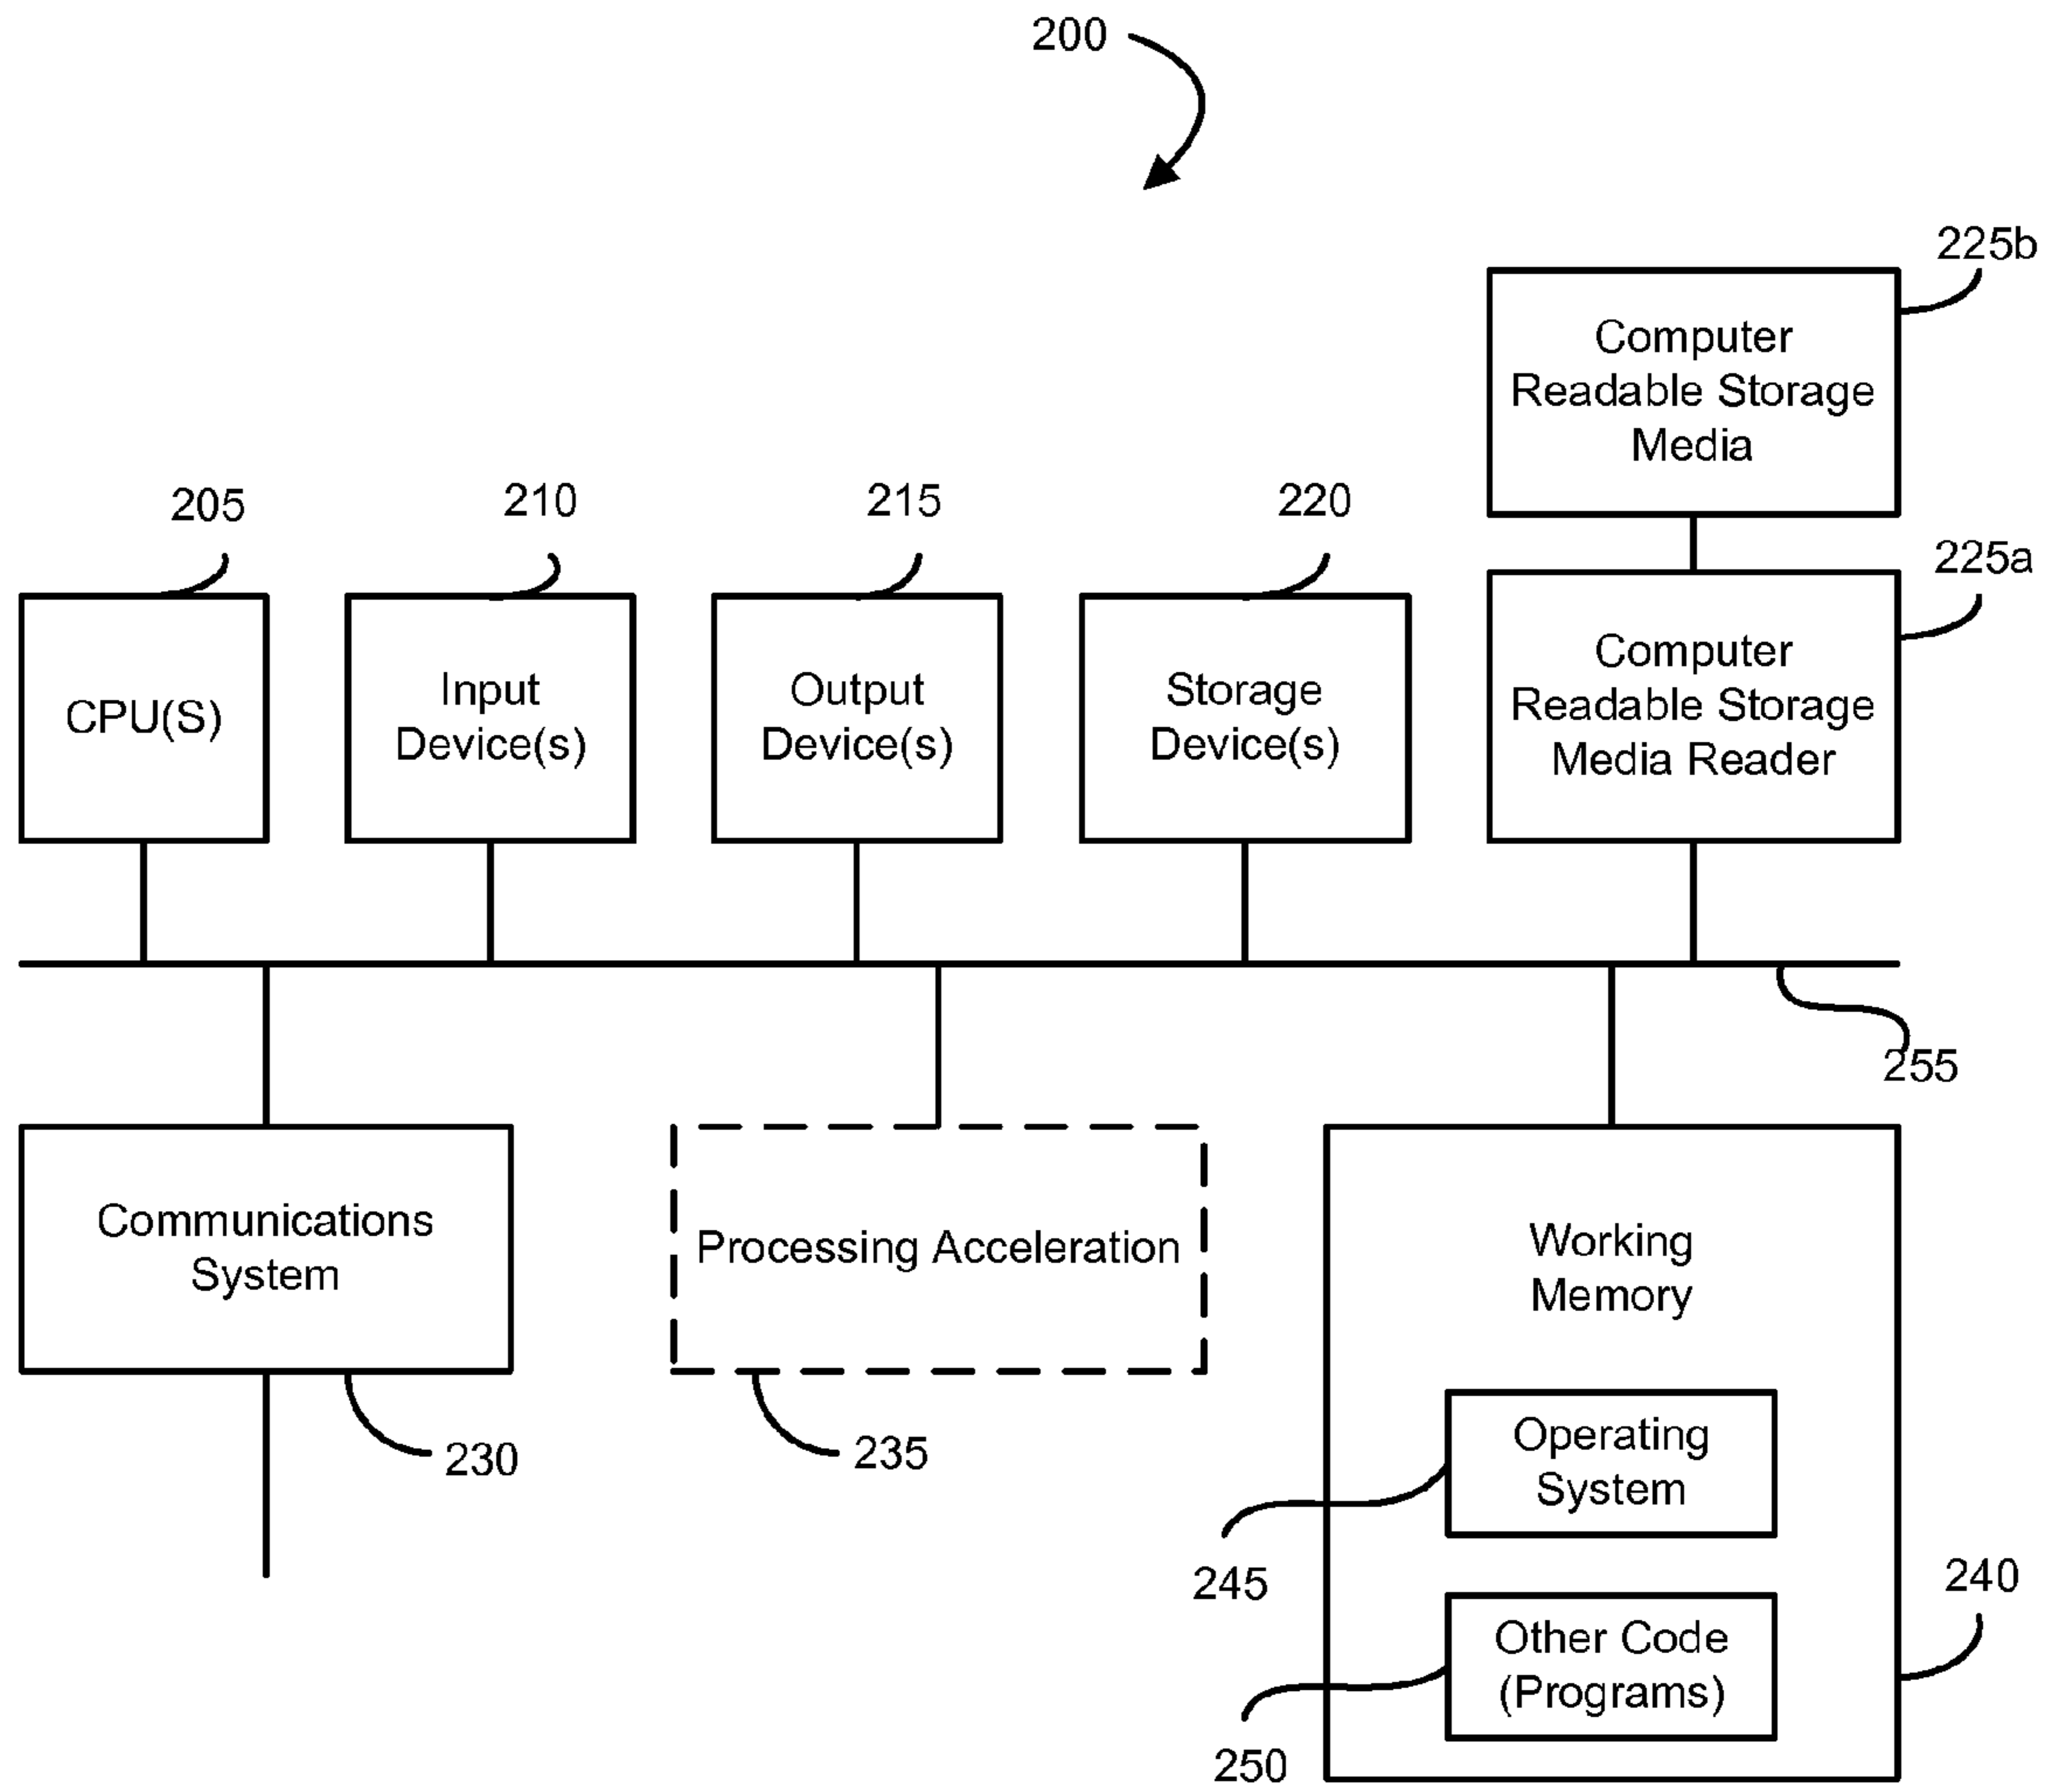 200
225b
Computer
Readable Storage
Media
205
210
215
220
225a
CPU(S)
Input
Device(s)
Output
Device(s)
Storage
Device(s)
Computer
Readable Storage
Media Reader
255
Communications
System
Processing Acceleration
Working
Memory
230
235
Operating
System
245
240
Other Code
(Programs)
250